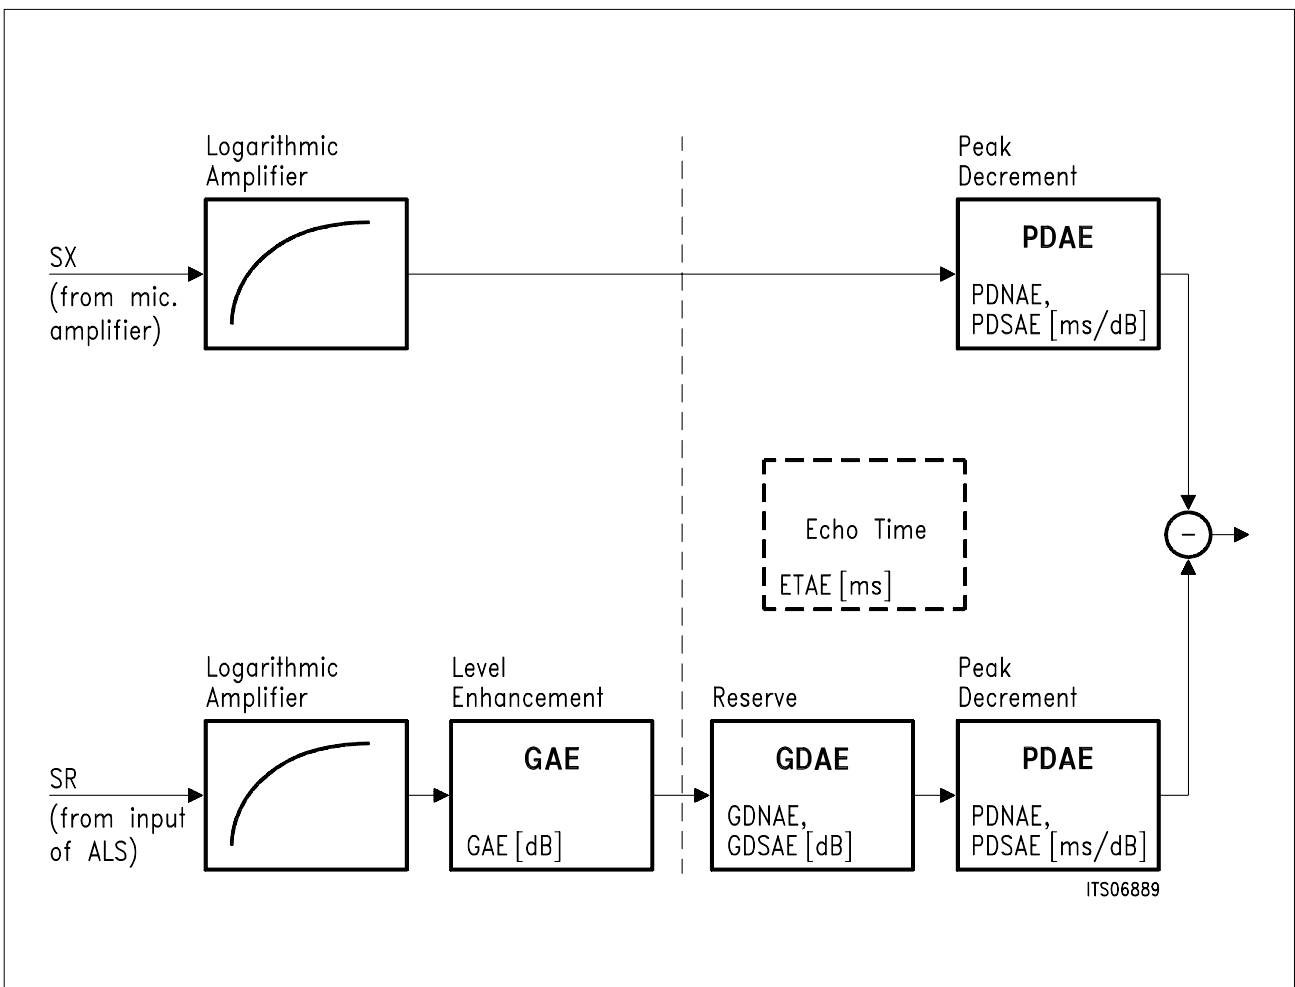 Logarithmic
Amplifier
Peak
Decrement
SX
(from mic.
amplifier)
PDAE
PDNAE,
PDSAE [ms/dB]
Echo Time
ETAE [ms]
−
Logarithmic
Amplifier
Level
Enhancement
Reserve
Peak
Decrement
SR
(from input
of ALS)
GAE
GAE [dB]
GDAE
GDNAE,
GDSAE [dB]
PDAE
PDNAE,
PDSAE [ms/dB]
ITS06889